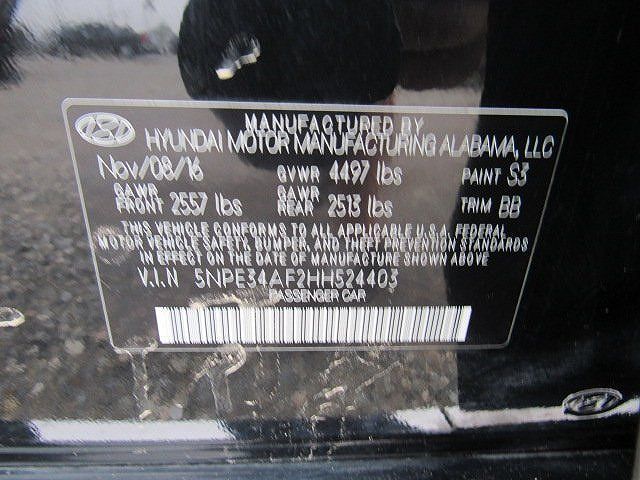 MANUFACTURED BY
HYUNDAI MOTOR MANUFACTURING ALABAMA, LLC
Nov/08/16 GVWR 4497 lbs PAINT S3
GAWR FRONT 2557 lbs GAWR REAR 2513 lbs TRIM BB
THIS VEHICLE CONFORMS TO ALL APPLICABLE U.S.A. FEDERAL
MOTOR VEHICLE SAFETY, BUMPER, AND THEFT PREVENTION STANDARDS
IN EFFECT ON THE DATE OF MANUFACTURE SHOWN ABOVE.
V.I.N 5NPE34AF2HH524403
PASSENGER CAR